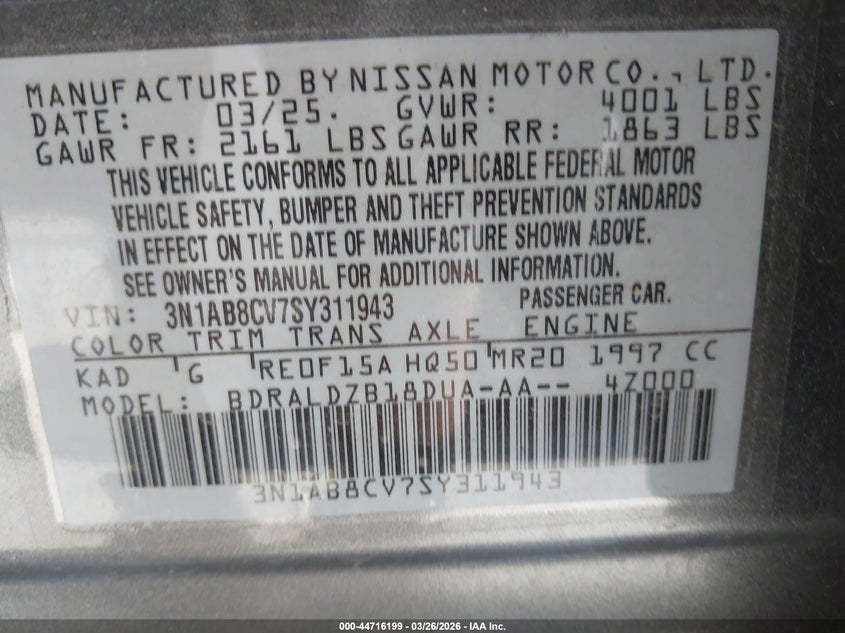 MANUFACTURED BY NISSAN MOTOR CO., LTD.
DATE: 03/25. GVWR: 4001 LBS
GAWR FR: 2161 LBS GAWR RR: 1863 LBS
THIS VEHICLE CONFORMS TO ALL APPLICABLE FEDERAL MOTOR
VEHICLE SAFETY, BUMPER AND THEFT PREVENTION STANDARDS
IN EFFECT ON THE DATE OF MANUFACTURE SHOWN ABOVE.
SEE OWNER'S MANUAL FOR ADDITIONAL INFORMATION.
VIN: 3N1AB8CV7SY311943 PASSENGER CAR.
COLOR TRIM TRANS AXLE ENGINE
KAD G RE0F15A HQ50 MR20 1997 CC
MODEL: BDRALDZB18DUA-AA-- 4Z000
3N1AB8CV7SY311943
000-44716199 | 03/26/2026 - IAA Inc.